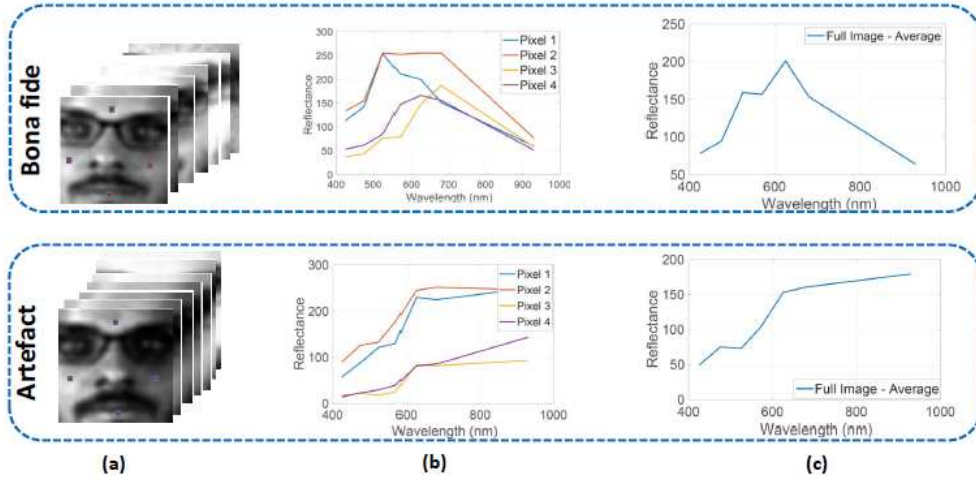 Bona fide
300
250
200
150
100
50
0
400 500 600 700 800 900 1000
Reflectance
Wavelength (nm)
Pixel 1
Pixel 2
Pixel 3
Pixel 4
250
200
150
100
50
400 600 800 1000
Reflectance
Wavelength (nm)
Full Image - Average
Artefact
300
200
100
0
400 600 800 1000
Reflectance
Wavelength (nm)
Pixel 1
Pixel 2
Pixel 3
Pixel 4
200
150
100
50
0
400 600 800 1000
Reflectance
Wavelength (nm)
Full Image - Average
(a) (b) (c)